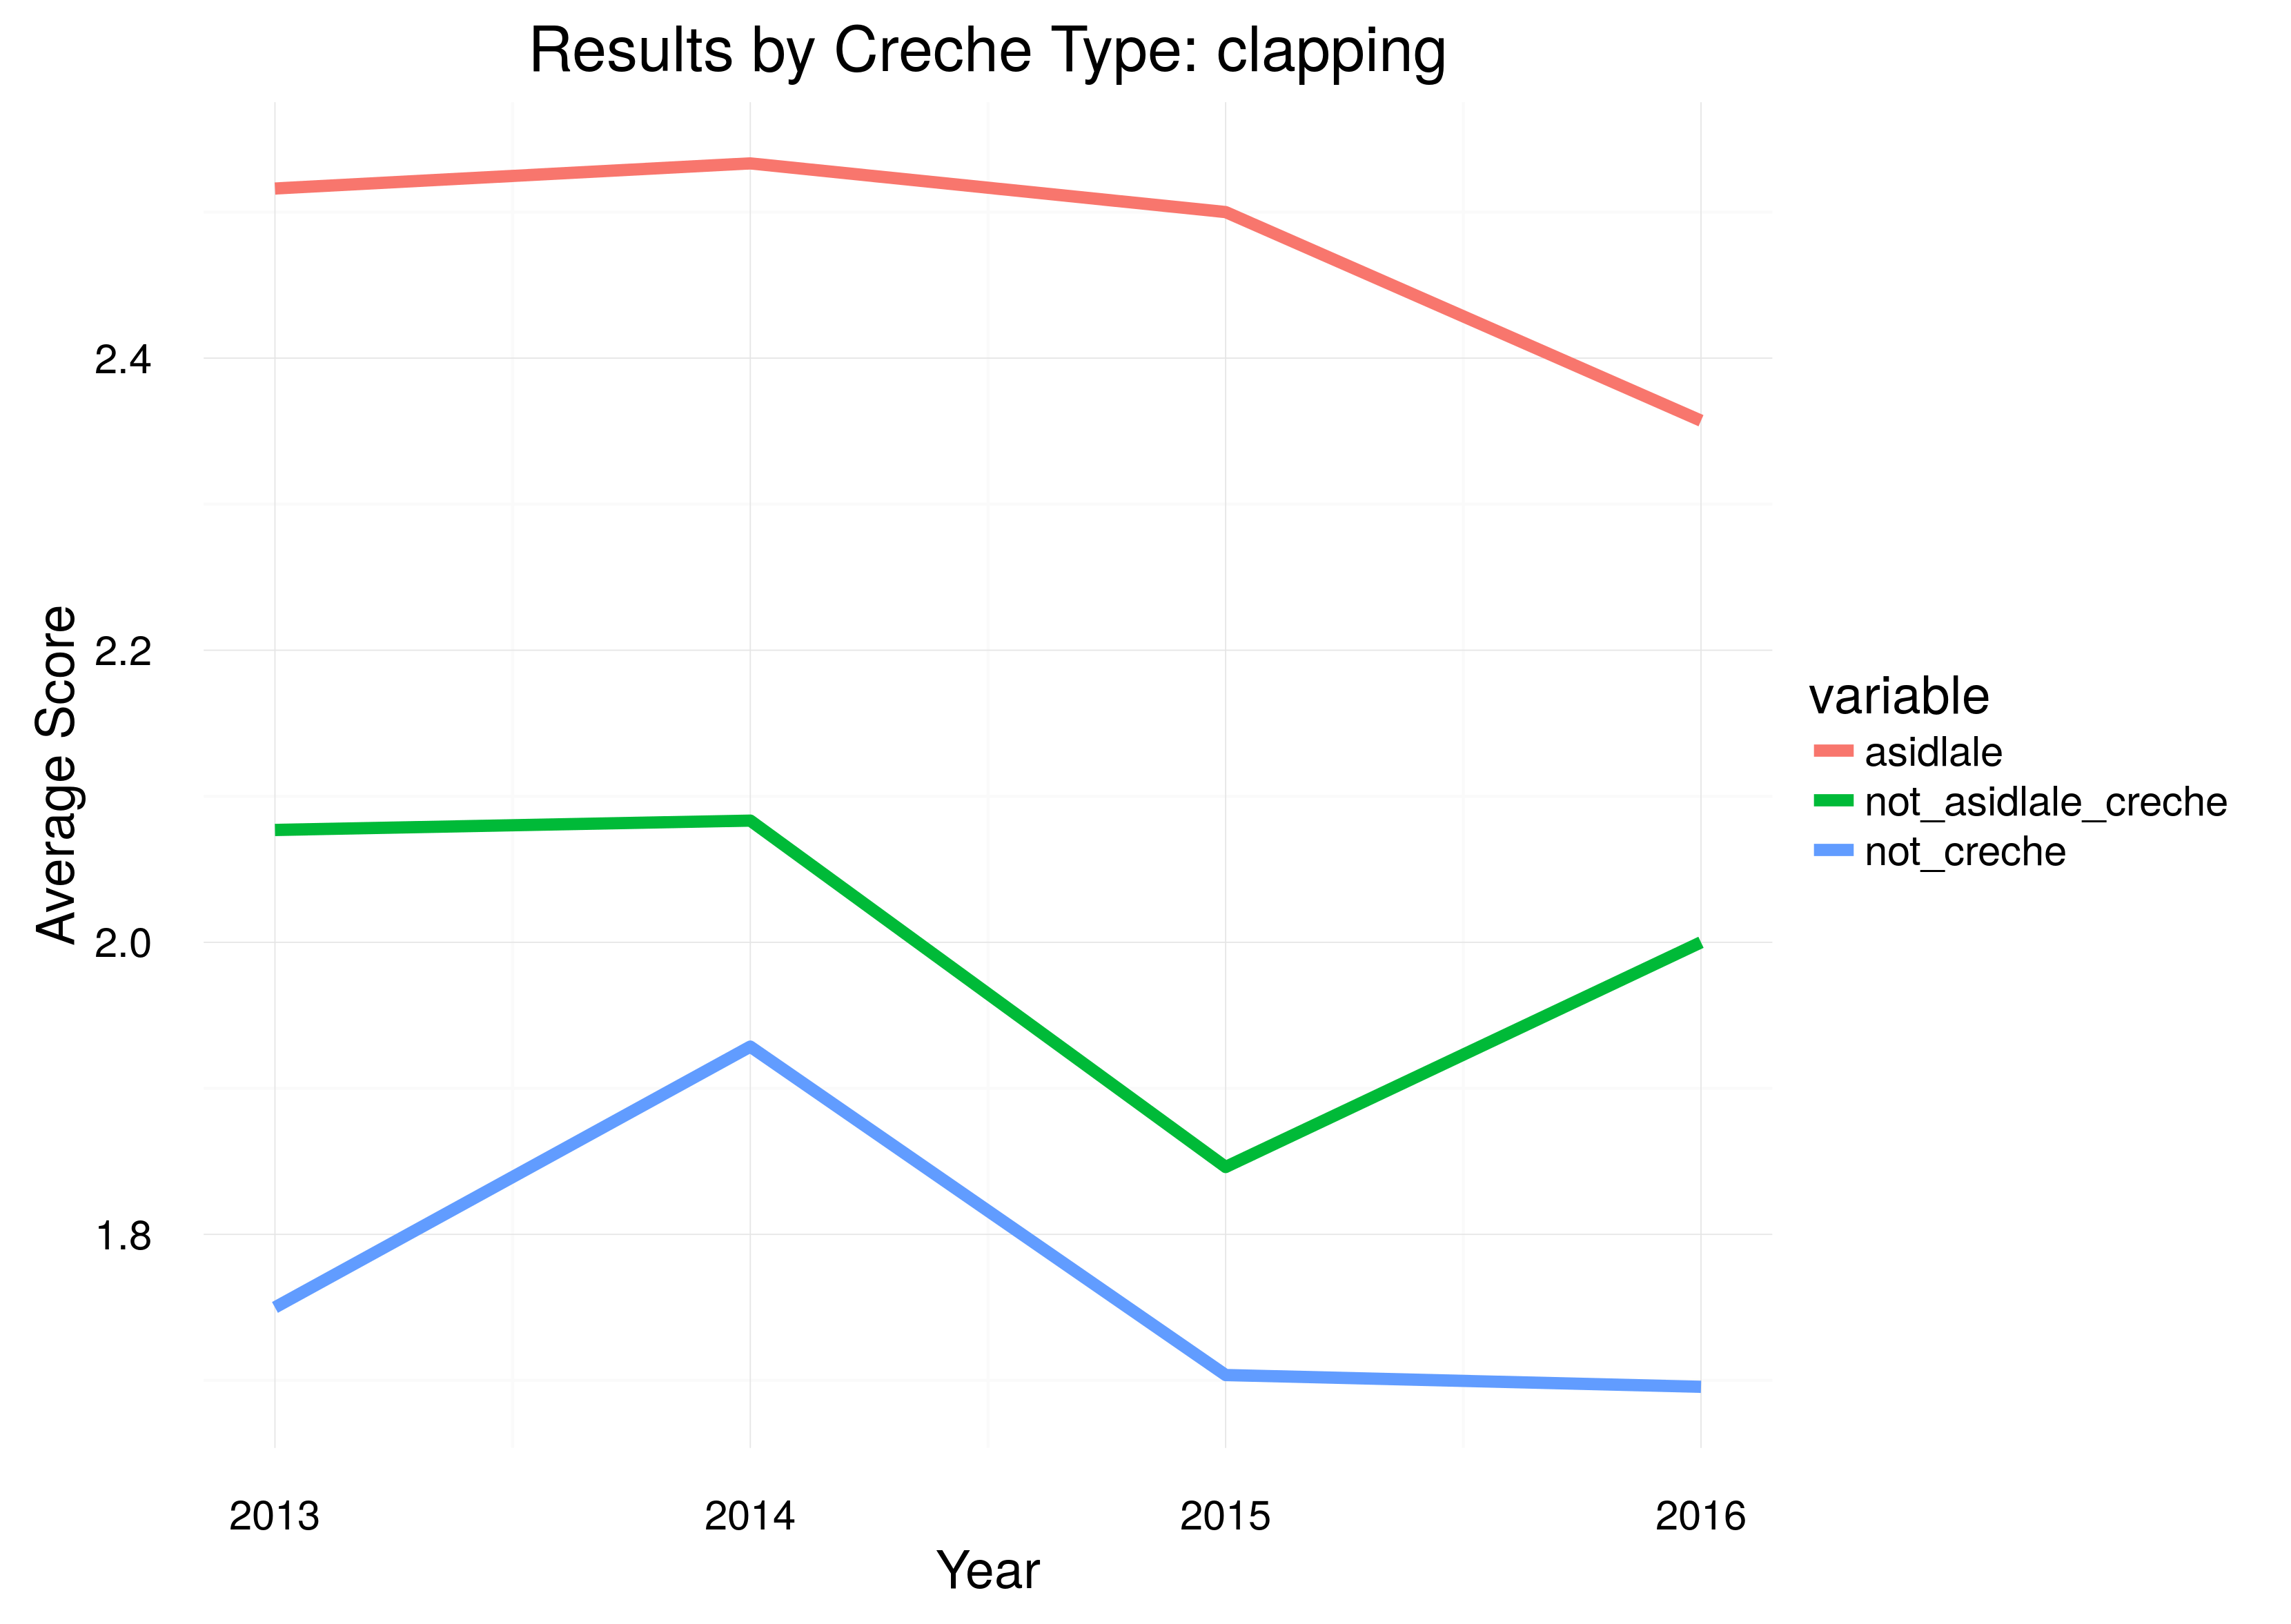 Results by Creche Type: clapping
Average Score
2.4
2.2
2.0
1.8
2013 2014 2015 2016
Year
variable
asidlale
not_asidlale_creche
not_creche